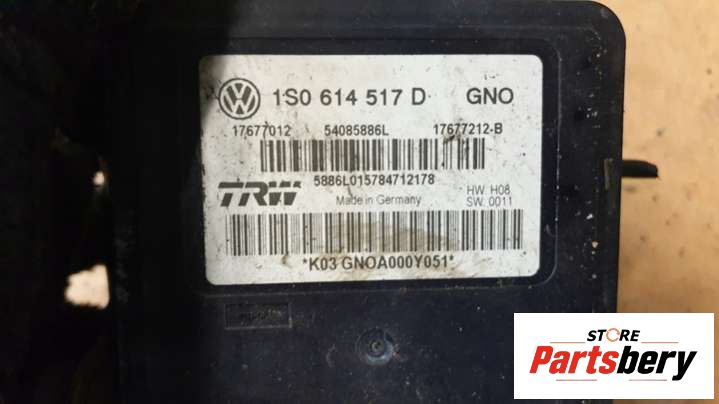 1S0 614 517 D GNO
17677012 54085886L 17677212-B
5886L015784712178
TRW
Made in Germany
HW. H08
SW. 0011
*K03 GNOA000Y051*
STORE
Partsbery